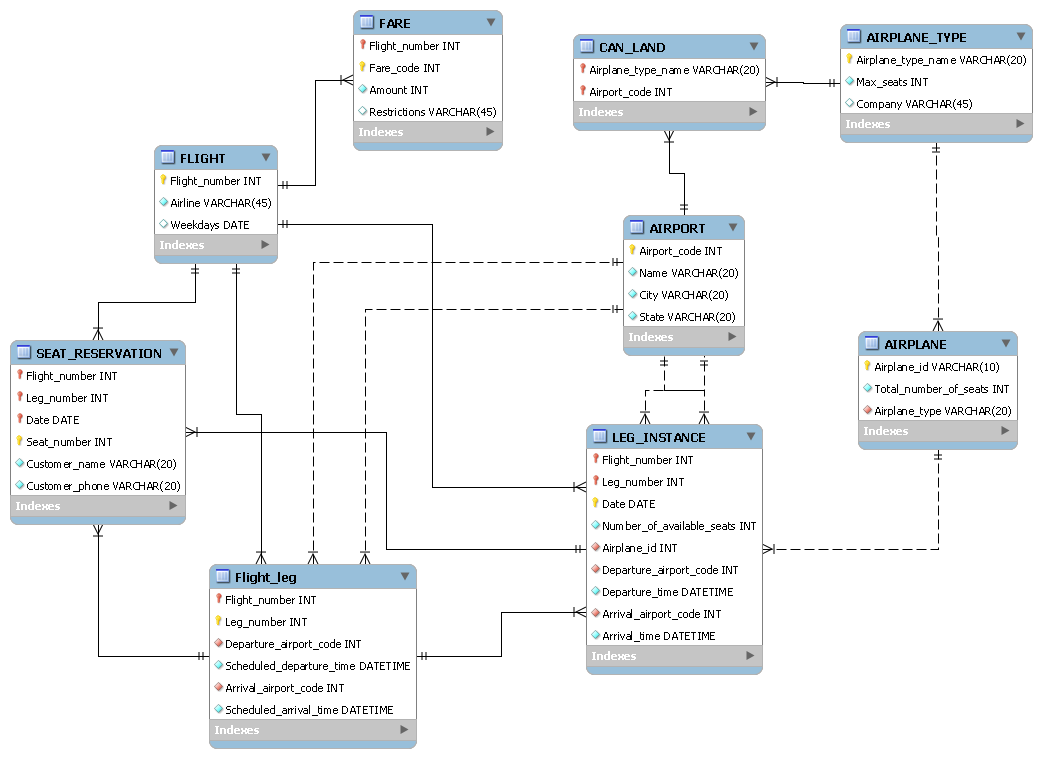 FARE
Flight_number INT
Fare_code INT
Amount INT
Restrictions VARCHAR(45)
Indexes
CAN_LAND
Airplane_type_name VARCHAR(20)
Airport_code INT
Indexes
AIRPLANE_TYPE
Airplane_type_name VARCHAR(20)
Max_seats INT
Company VARCHAR(45)
Indexes
FLIGHT
Flight_number INT
Airline VARCHAR(45)
Weekdays DATE
Indexes
AIRPORT
Airport_code INT
Name VARCHAR(20)
City VARCHAR(20)
State VARCHAR(20)
Indexes
SEAT_RESERVATION
Flight_number INT
Leg_number INT
Date DATE
Seat_number INT
Customer_name VARCHAR(20)
Customer_phone VARCHAR(20)
Indexes
AIRPLANE
Airplane_id VARCHAR(10)
Total_number_of_seats INT
Airplane_type VARCHAR(20)
Indexes
LEG_INSTANCE
Flight_number INT
Leg_number INT
Date DATE
Number_of_available_seats INT
Airplane_id INT
Departure_airport_code INT
Departure_time DATETIME
Arrival_airport_code INT
Arrival_time DATETIME
Indexes
Flight_leg
Flight_number INT
Leg_number INT
Departure_airport_code INT
Scheduled_departure_time DATETIME
Arrival_airport_code INT
Scheduled_arrival_time DATETIME
Indexes